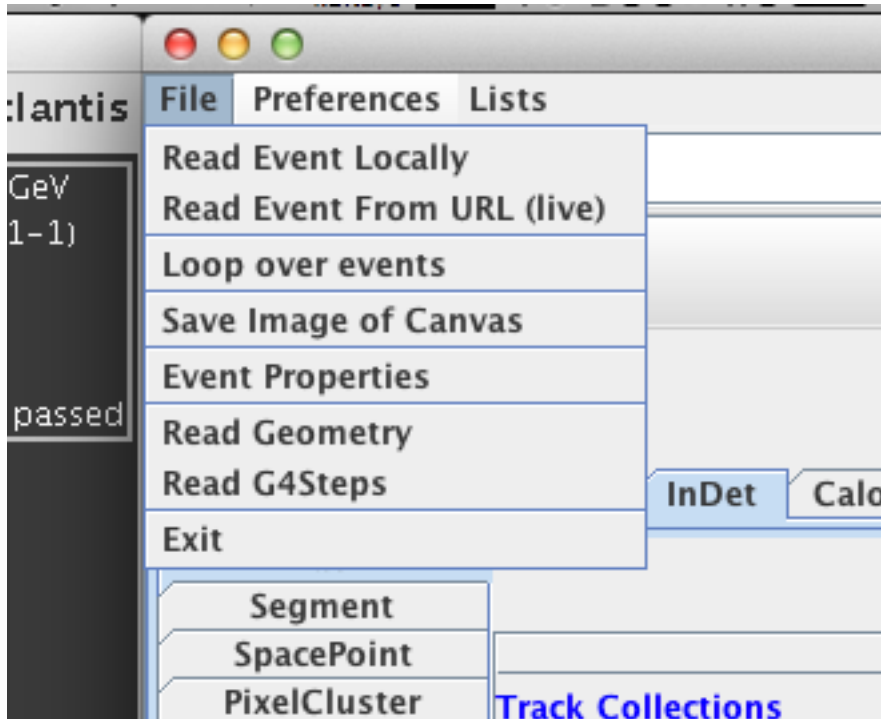 tlantis
GeV
1-1)
passed
File Preferences Lists
Read Event Locally
Read Event From URL (live)
Loop over events
Save Image of Canvas
Event Properties
Read Geometry
Read G4Steps
Exit
InDet Calo
Segment
SpacePoint
PixelCluster
Track Collections